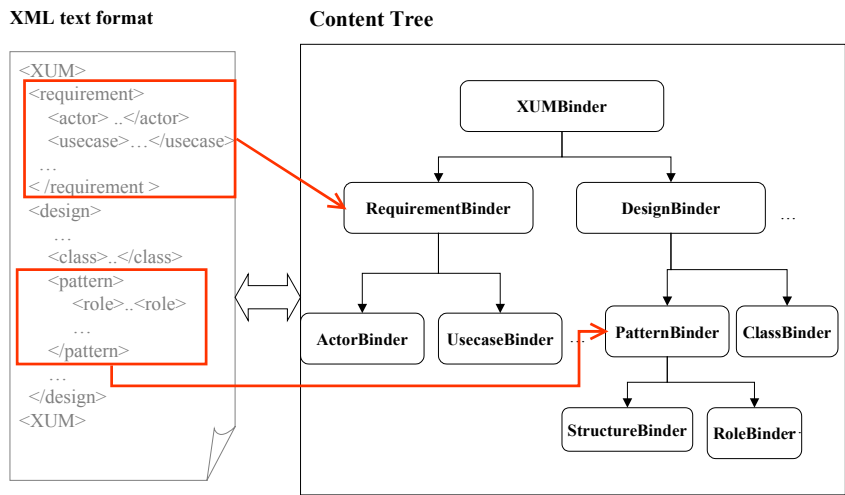 XML text format
Content Tree
<XUM>
<requirement>
<actor> ..</actor>
<usecase>…</usecase>
…
< /requirement >
<design>
…
<class>..</class>
<pattern>
<role>..<role>
…
</pattern>
…
</design>
<XUM>
XUMBinder
RequirementBinder
DesignBinder
…
ActorBinder
UsecaseBinder
…
PatternBinder
ClassBinder
StructureBinder
RoleBinder